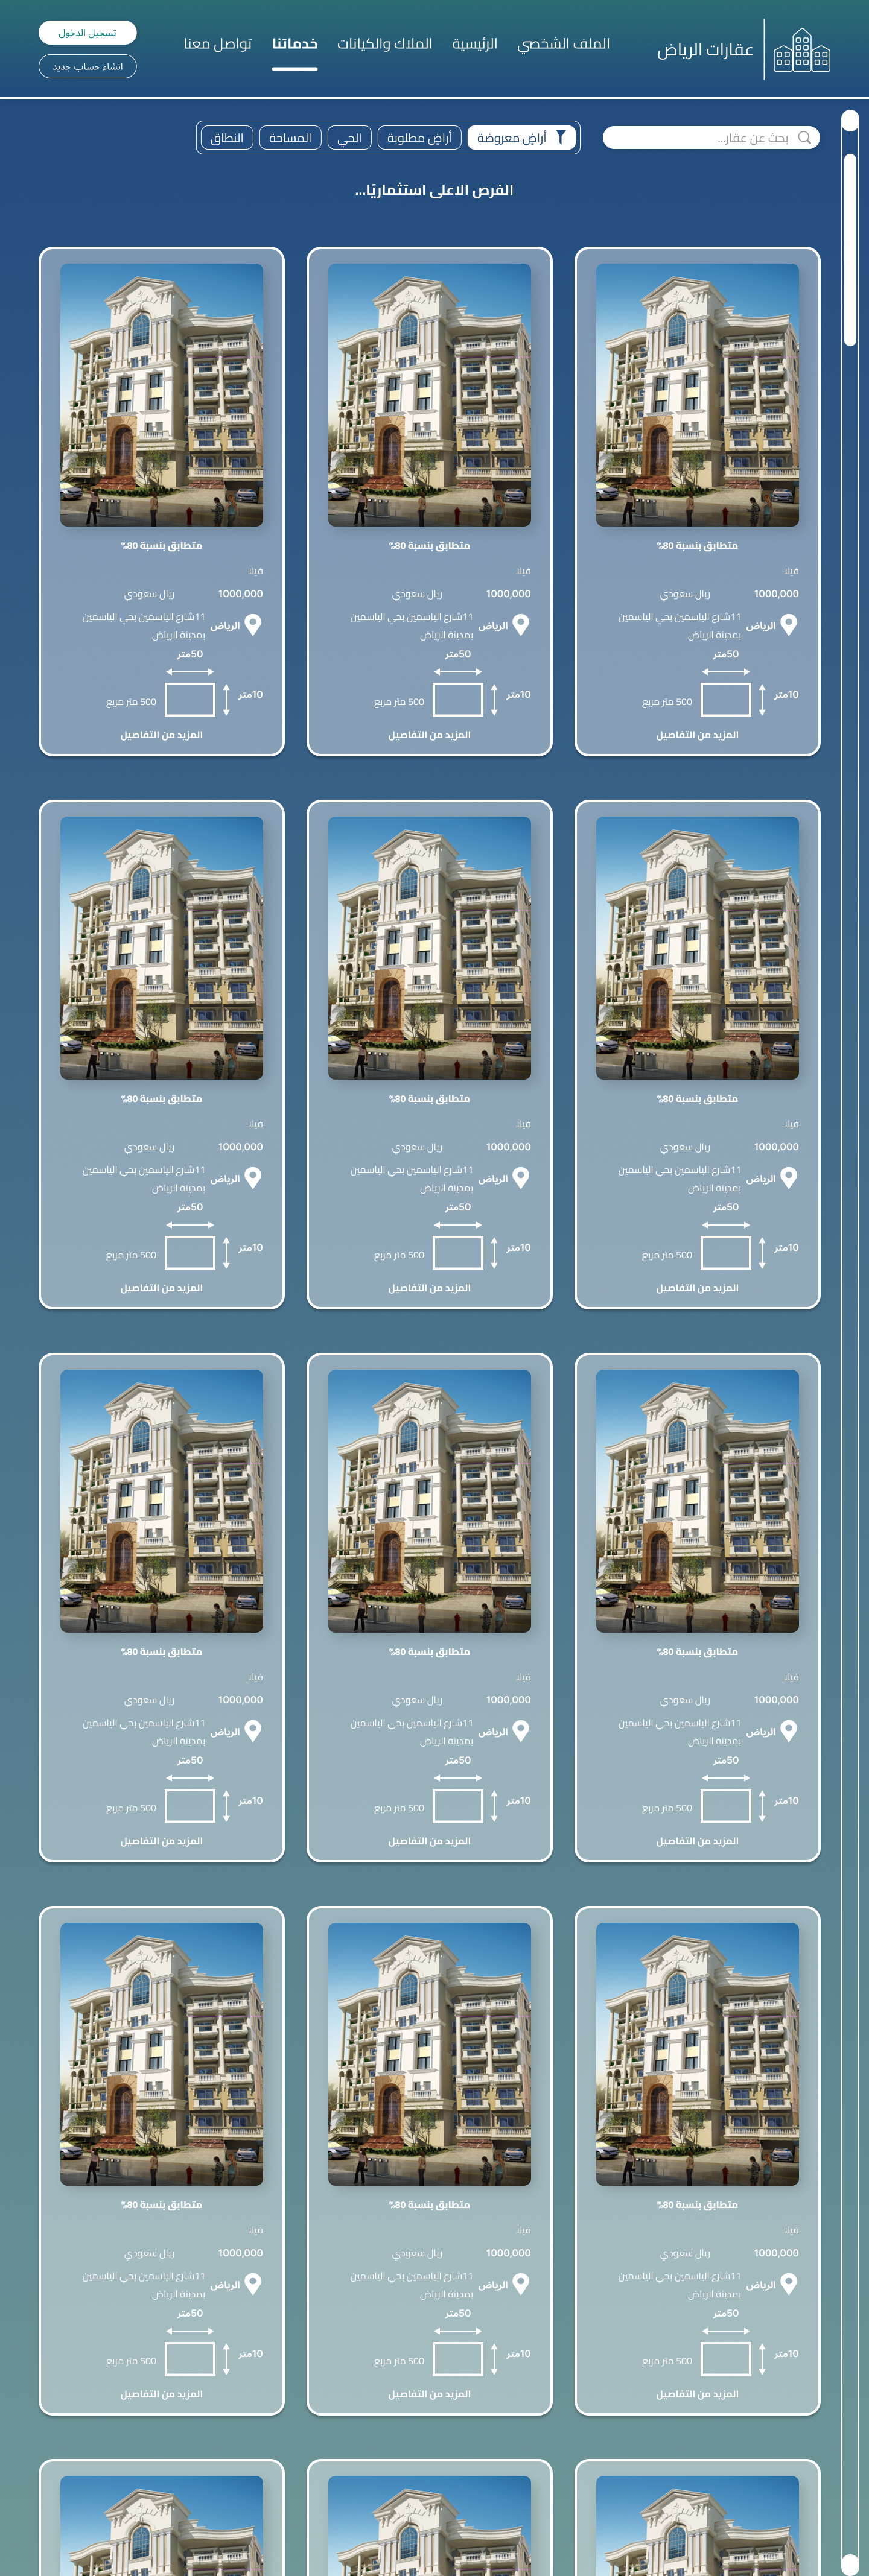 عقارات الرياض
الملف الشخصي
الرئيسية
الملاك والكيانات
خدماتنا
تواصل معنا
تسجيل الدخول
انشاء حساب جديد
بحث عن عقار...
أراضٍ معروضة
أراضٍ مطلوبة
الحي
المساحة
النطاق
الفرص الاعلى استثماريًا...
متطابق بنسبة 80%
فيلا
1000,000 ريال سعودي
الرياض
11شارع الياسمين بحي الياسمين
بمدينة الرياض
50متر
10متر
500 متر مربع
المزيد من التفاصيل
متطابق بنسبة 80%
فيلا
1000,000 ريال سعودي
الرياض
11شارع الياسمين بحي الياسمين
بمدينة الرياض
50متر
10متر
500 متر مربع
المزيد من التفاصيل
متطابق بنسبة 80%
فيلا
1000,000 ريال سعودي
الرياض
11شارع الياسمين بحي الياسمين
بمدينة الرياض
50متر
10متر
500 متر مربع
المزيد من التفاصيل
متطابق بنسبة 80%
فيلا
1000,000 ريال سعودي
الرياض
11شارع الياسمين بحي الياسمين
بمدينة الرياض
50متر
10متر
500 متر مربع
المزيد من التفاصيل
متطابق بنسبة 80%
فيلا
1000,000 ريال سعودي
الرياض
11شارع الياسمين بحي الياسمين
بمدينة الرياض
50متر
10متر
500 متر مربع
المزيد من التفاصيل
متطابق بنسبة 80%
فيلا
1000,000 ريال سعودي
الرياض
11شارع الياسمين بحي الياسمين
بمدينة الرياض
50متر
10متر
500 متر مربع
المزيد من التفاصيل
متطابق بنسبة 80%
فيلا
1000,000 ريال سعودي
الرياض
11شارع الياسمين بحي الياسمين
بمدينة الرياض
50متر
10متر
500 متر مربع
المزيد من التفاصيل
متطابق بنسبة 80%
فيلا
1000,000 ريال سعودي
الرياض
11شارع الياسمين بحي الياسمين
بمدينة الرياض
50متر
10متر
500 متر مربع
المزيد من التفاصيل
متطابق بنسبة 80%
فيلا
1000,000 ريال سعودي
الرياض
11شارع الياسمين بحي الياسمين
بمدينة الرياض
50متر
10متر
500 متر مربع
المزيد من التفاصيل
متطابق بنسبة 80%
فيلا
1000,000 ريال سعودي
الرياض
11شارع الياسمين بحي الياسمين
بمدينة الرياض
50متر
10متر
500 متر مربع
المزيد من التفاصيل
متطابق بنسبة 80%
فيلا
1000,000 ريال سعودي
الرياض
11شارع الياسمين بحي الياسمين
بمدينة الرياض
50متر
10متر
500 متر مربع
المزيد من التفاصيل
متطابق بنسبة 80%
فيلا
1000,000 ريال سعودي
الرياض
11شارع الياسمين بحي الياسمين
بمدينة الرياض
50متر
10متر
500 متر مربع
المزيد من التفاصيل